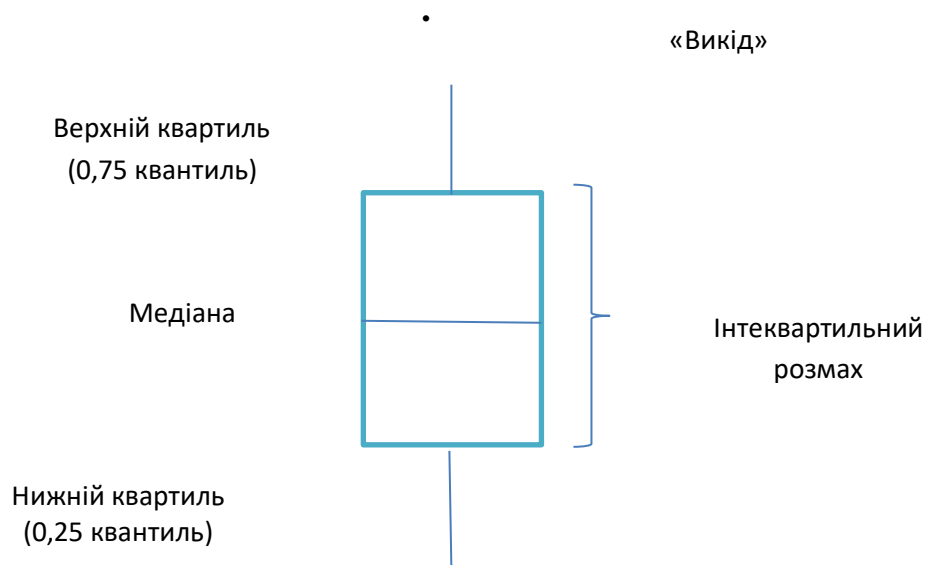 «Викід»
Верхній квартиль
(0,75 квантиль)
Медіана
Інтеквартильний
розмах
Нижній квартиль
(0,25 квантиль)